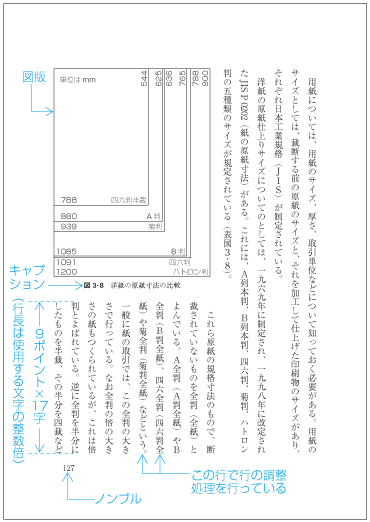 用紙については、用紙のサイズ、厚さ、取引単位などについて知っておく必要がある。用紙の
サイズとしては、裁断する前の原紙のサイズと、それを加工して仕上げた印刷物のサイズがあり、
それぞれ日本工業規格（JIS）が制定されている。
洋紙の原紙仕上りサイズについてのとしては、一九六九年に制定され、一九九八年に改定され
た JIS P 0202（紙の原紙寸法）がある。これには、A列本判、B列本判、四六判、菊判、ハトロン
判の五種類のサイズが規定されている（表図3・8）
図版
単位はmm
544
625
636
765
788
900
788
四六判半裁
880
A判
939
菊判
1085
B判
1091
四六判
1200
ハトロン判
キャプ
ション
図3・8　洋紙の原紙寸法の比較
これら原紙の規格寸法のもので、断
裁されていないものを全判（全紙）と
よんでいる。A全判（A判全紙）やB
全判（B判全紙）、四六全判（四六判全
紙）や菊全判（菊判全紙）などという。
一般に紙の取引では、この全判の大き
さで行っている。なお全判の倍の大き
さの紙もつくられているが、これは倍
判とよばれている。逆に全判を半分に
したものを半裁、その半分を四裁など
9ポイント×17字
（行長は使用する文字の整数倍）
127
ノンブル
この行で行の調整
処理を行っている